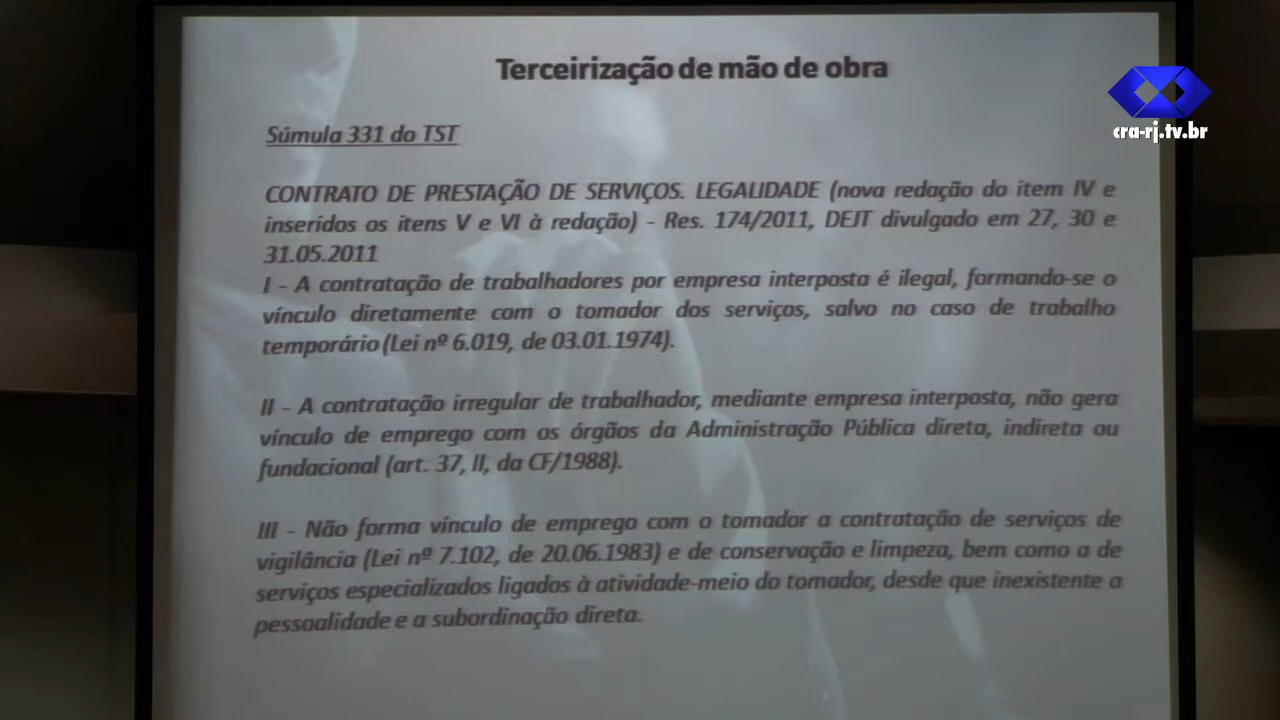 Terceirização de mão de obra
cra-rj.tv.br
Súmula 331 do TST
CONTRATO DE PRESTAÇÃO DE SERVIÇOS. LEGALIDADE (nova redação do item IV e
inseridos os itens V e VI à redação) - Res. 174/2011, DEJT divulgado em 27, 30 e
31.05.2011
I - A contratação de trabalhadores por empresa interposta é ilegal, formando-se o
vínculo diretamente com o tomador dos serviços, salvo no caso de trabalho
temporário (Lei nº 6.019, de 03.01.1974).
II - A contratação irregular de trabalhador, mediante empresa interposta, não gera
vínculo de emprego com os órgãos da Administração Pública direta, indireta ou
fundacional (art. 37, II, da CF/1988).
III - Não forma vínculo de emprego com o tomador a contratação de serviços de
vigilância (Lei nº 7.102, de 20.06.1983) e de conservação e limpeza, bem como a de
serviços especializados ligados à atividade-meio do tomador, desde que inexistente a
pessoalidade e a subordinação direta.